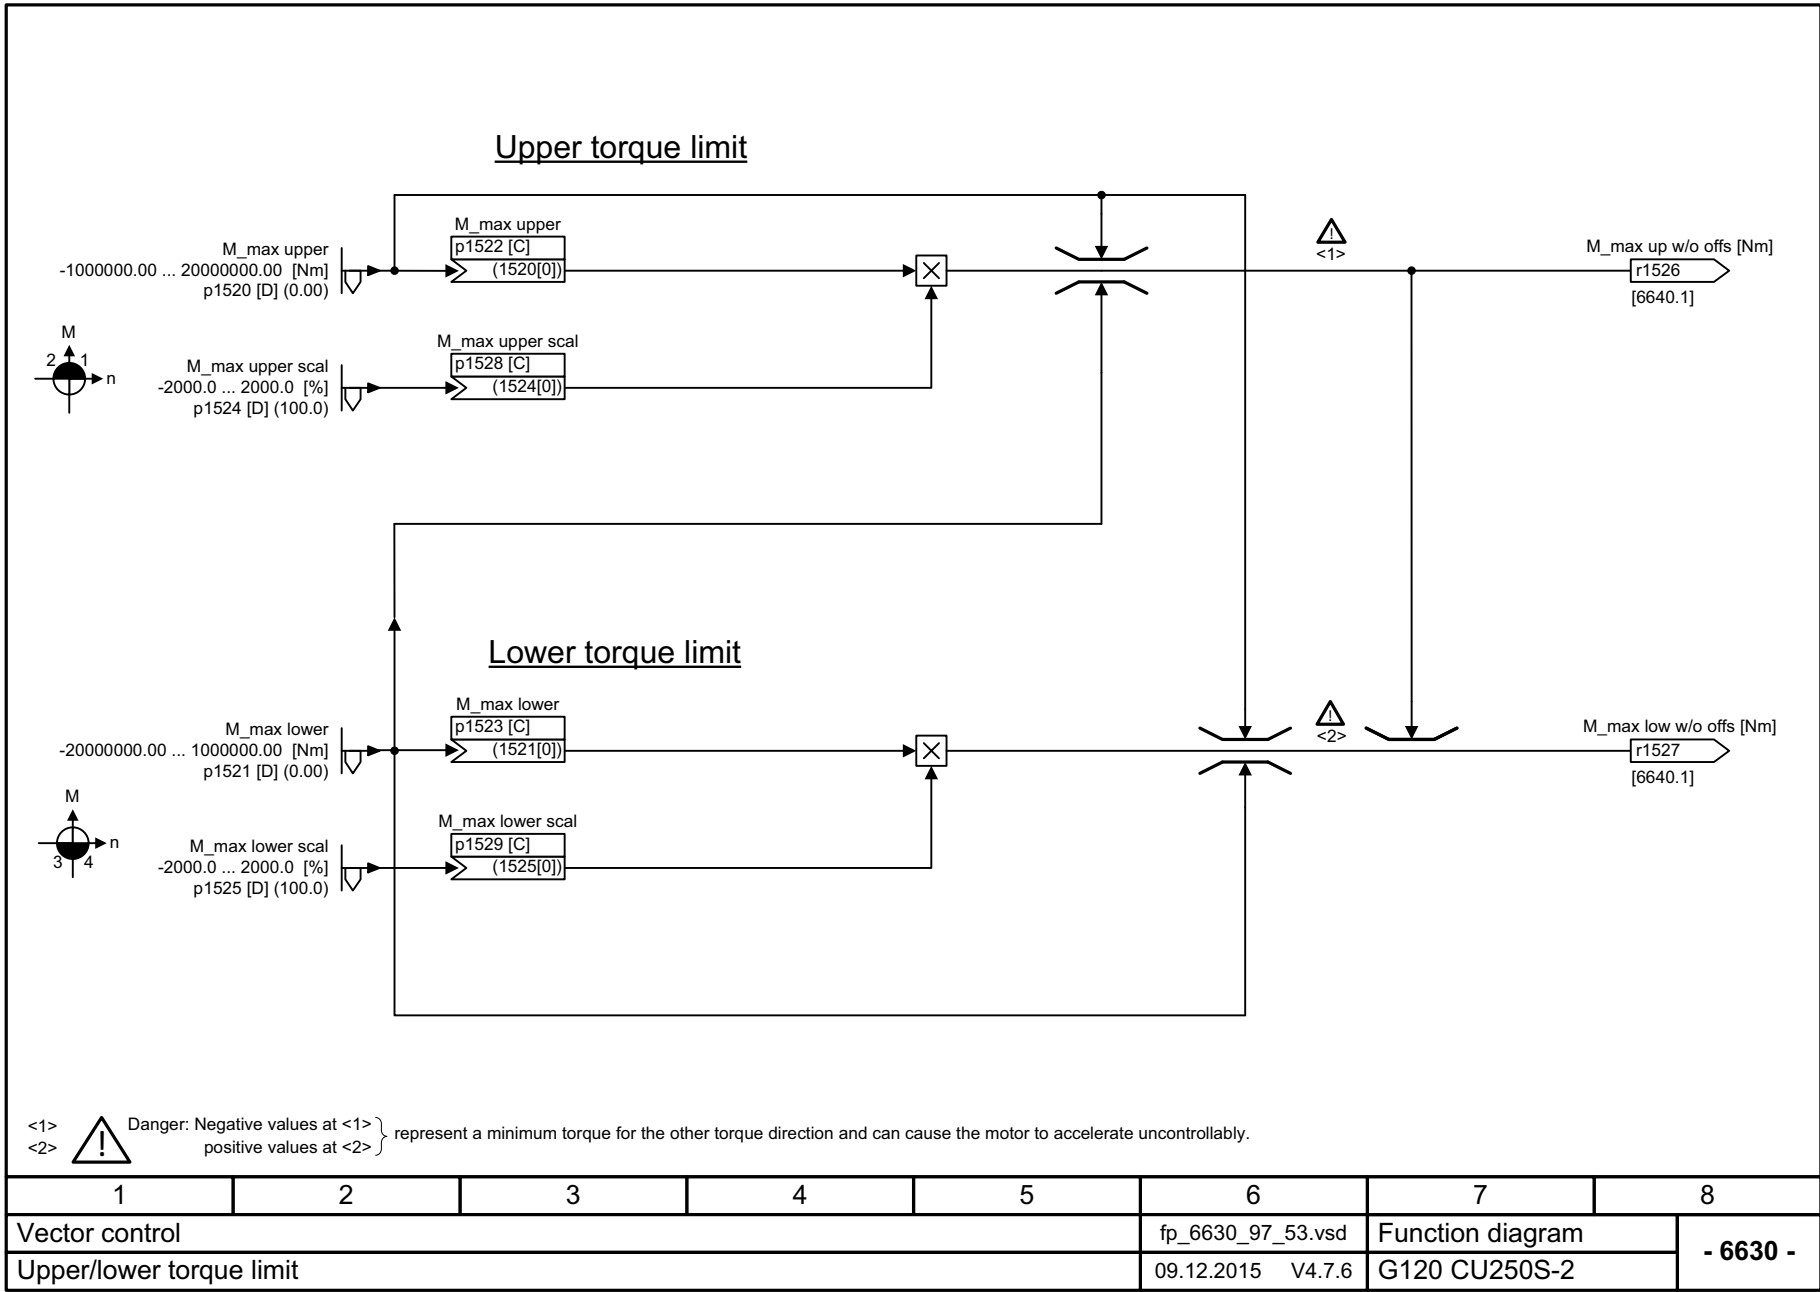 Upper torque limit
M_max upper
-1000000.00 ... 20000000.00 [Nm]
p1520 [D] (0.00)
M_max upper
p1522 [C]
(1520[0])
<1>
M_max up w/o offs [Nm]
r1526
[6640.1]
M
2 1
n
M_max upper scal
-2000.0 ... 2000.0 [%]
p1524 [D] (100.0)
M_max upper scal
p1528 [C]
(1524[0])
Lower torque limit
M_max lower
-20000000.00 ... 1000000.00 [Nm]
p1521 [D] (0.00)
M_max lower
p1523 [C]
(1521[0])
<2>
M_max low w/o offs [Nm]
r1527
[6640.1]
M
n
3 4
M_max lower scal
-2000.0 ... 2000.0 [%]
p1525 [D] (100.0)
M_max lower scal
p1529 [C]
(1525[0])
<1>
<2>
!
Danger: Negative values at <1>
positive values at <2>
represent a minimum torque for the other torque direction and can cause the motor to accelerate uncontrollably.
1 2 3 4 5 6 7 8
Vector control
fp_6630_97_53.vsd
Function diagram
- 6630 -
Upper/lower torque limit
09.12.2015 V4.7.6
G120 CU250S-2